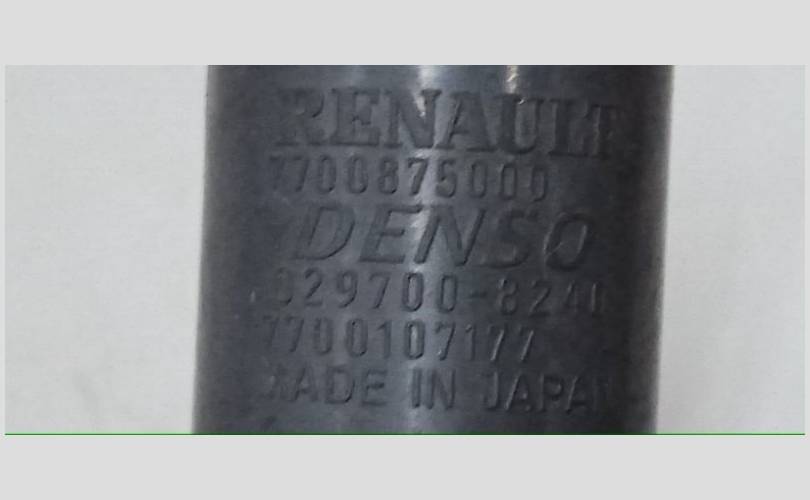 RENAULT
7700875000
DENSO
029700-8240
7700107177
MADE IN JAPAN